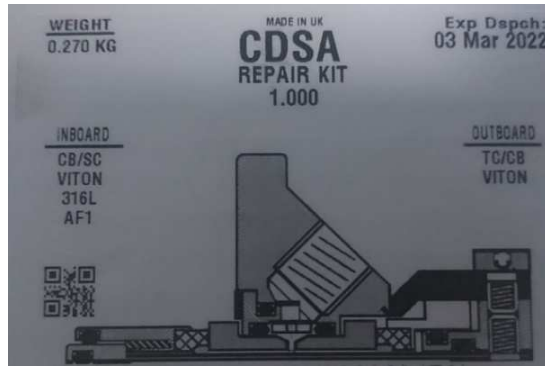 WEIGHT
0.270 KG
MADE IN UK
CDSA
REPAIR KIT
1.000
Exp Dspch:
03 Mar 2022
INBOARD
CB/SC
VITON
316L
AF1
OUTBOARD
TC/CB
VITON